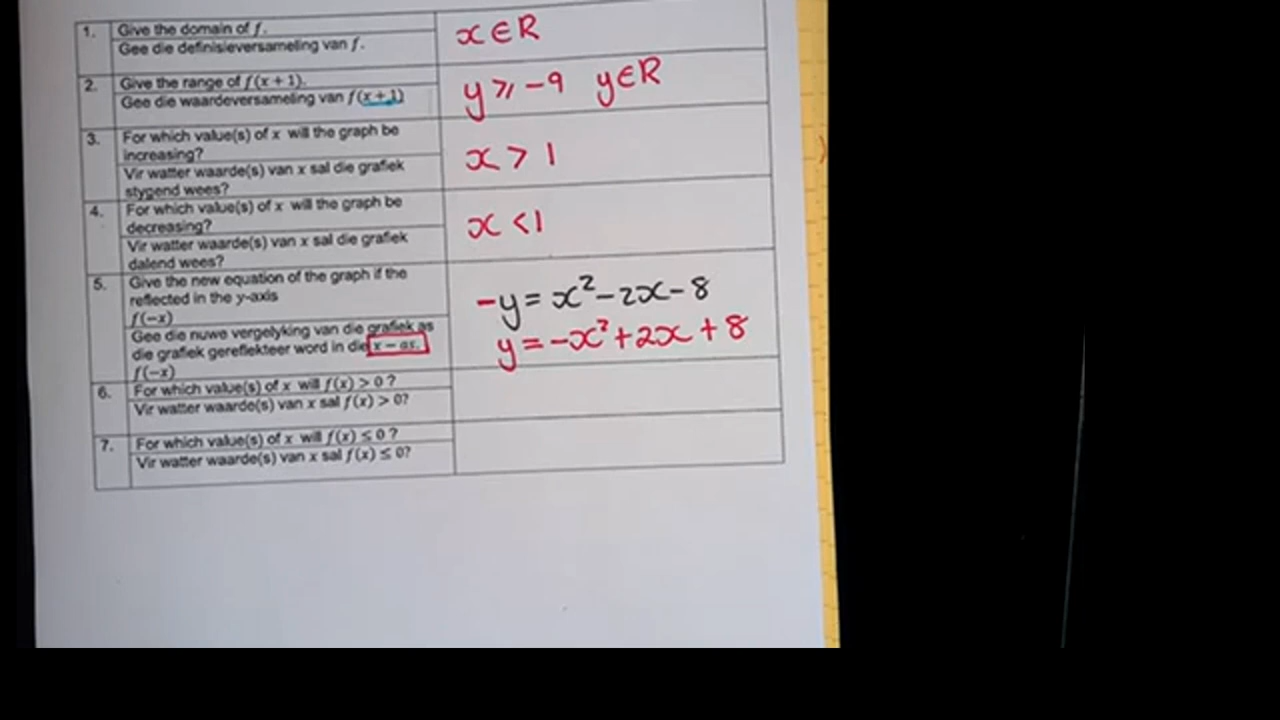 1. Give the domain of f.
Gee die definisieversameling van f.
x ∈ R
2. Give the range of f(x + 1).
Gee die waardeversameling van f(x + 1)
y ⩾ -9 y ∈ R
3. For which value(s) of x will the graph be
increasing?
Vir watter waarde(s) van x sal die grafiek
stygend wees?
x > 1
4. For which value(s) of x will the graph be
decreasing?
Vir watter waarde(s) van x sal die grafiek
dalend wees?
x < 1
5. Give the new equation of the graph if the
reflected in the y-axis
f(−x)
Gee die nuwe vergelyking van die grafiek as
die grafiek gereflekteer word in die x − as.
f(−x)
-y = x² - 2x - 8
y = -x² + 2x + 8
6. For which value(s) of x will f(x) > 0?
Vir watter waarde(s) van x sal f(x) > 0?
7. For which value(s) of x will f(x) ≤ 0?
Vir watter waarde(s) van x sal f(x) ≤ 0?